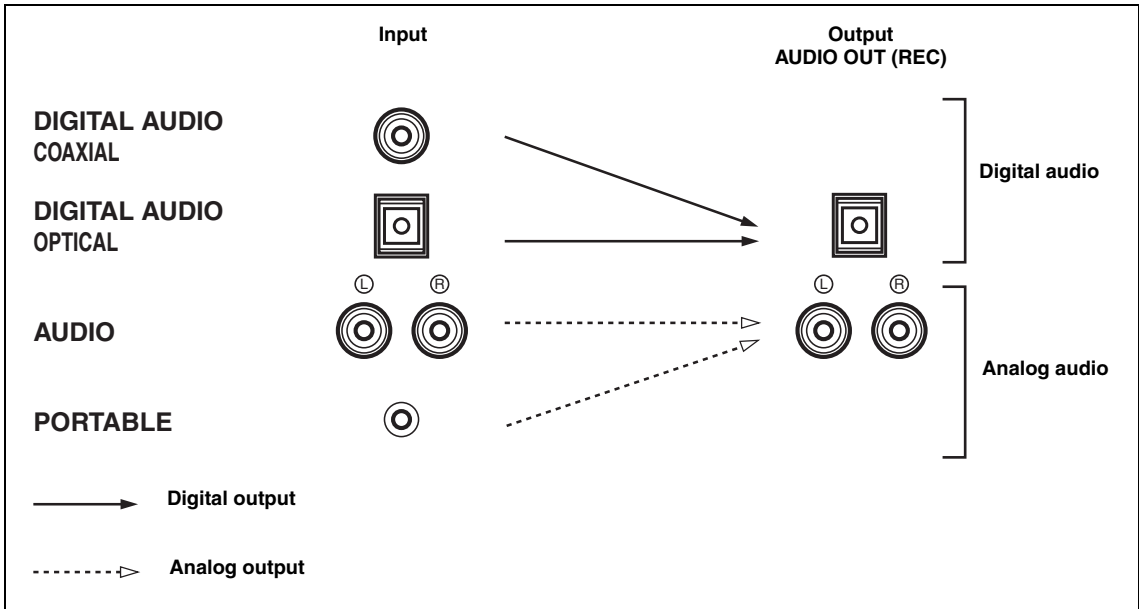 Input
Output
AUDIO OUT (REC)
DIGITAL AUDIO
COAXIAL
Digital audio
DIGITAL AUDIO
OPTICAL
L R L R
AUDIO
Analog audio
PORTABLE
Digital output
Analog output